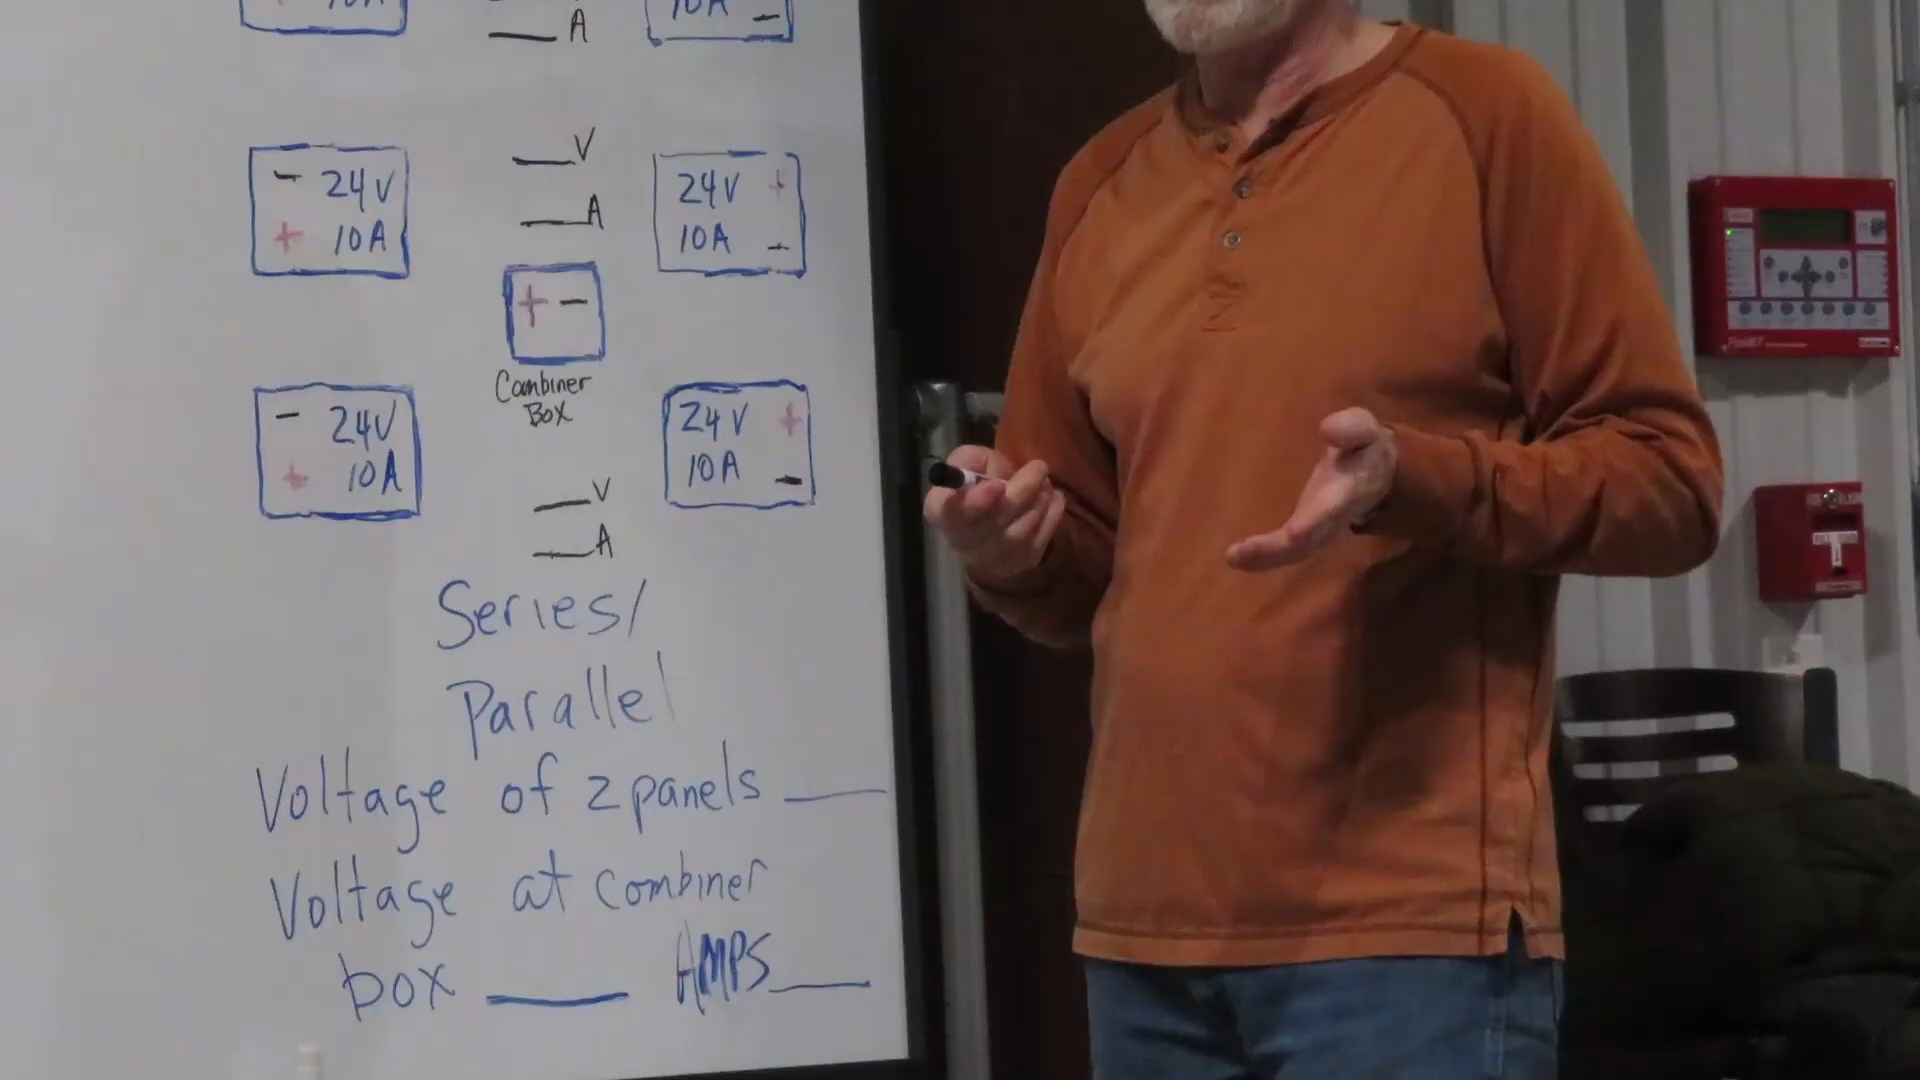 + 10A
A
10A -
V
A
- 24V
+ 10A
24V +
10A -
+ -
Combiner
Box
- 24V
+ 10A
24V +
10A -
V
A
Series/
Parallel
Voltage of 2 panels
Voltage at combiner
box AMPS